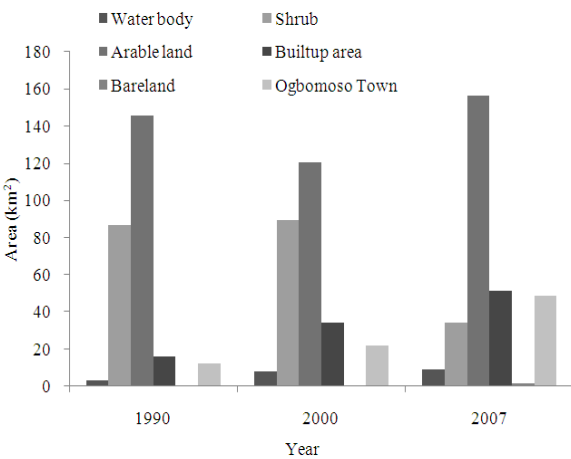 Water body Shrub
Arable land Builtup area
Bareland Ogbomoso Town
180
160
140
120
100
80
60
40
20
0
Area (km²)
1990 2000 2007
Year